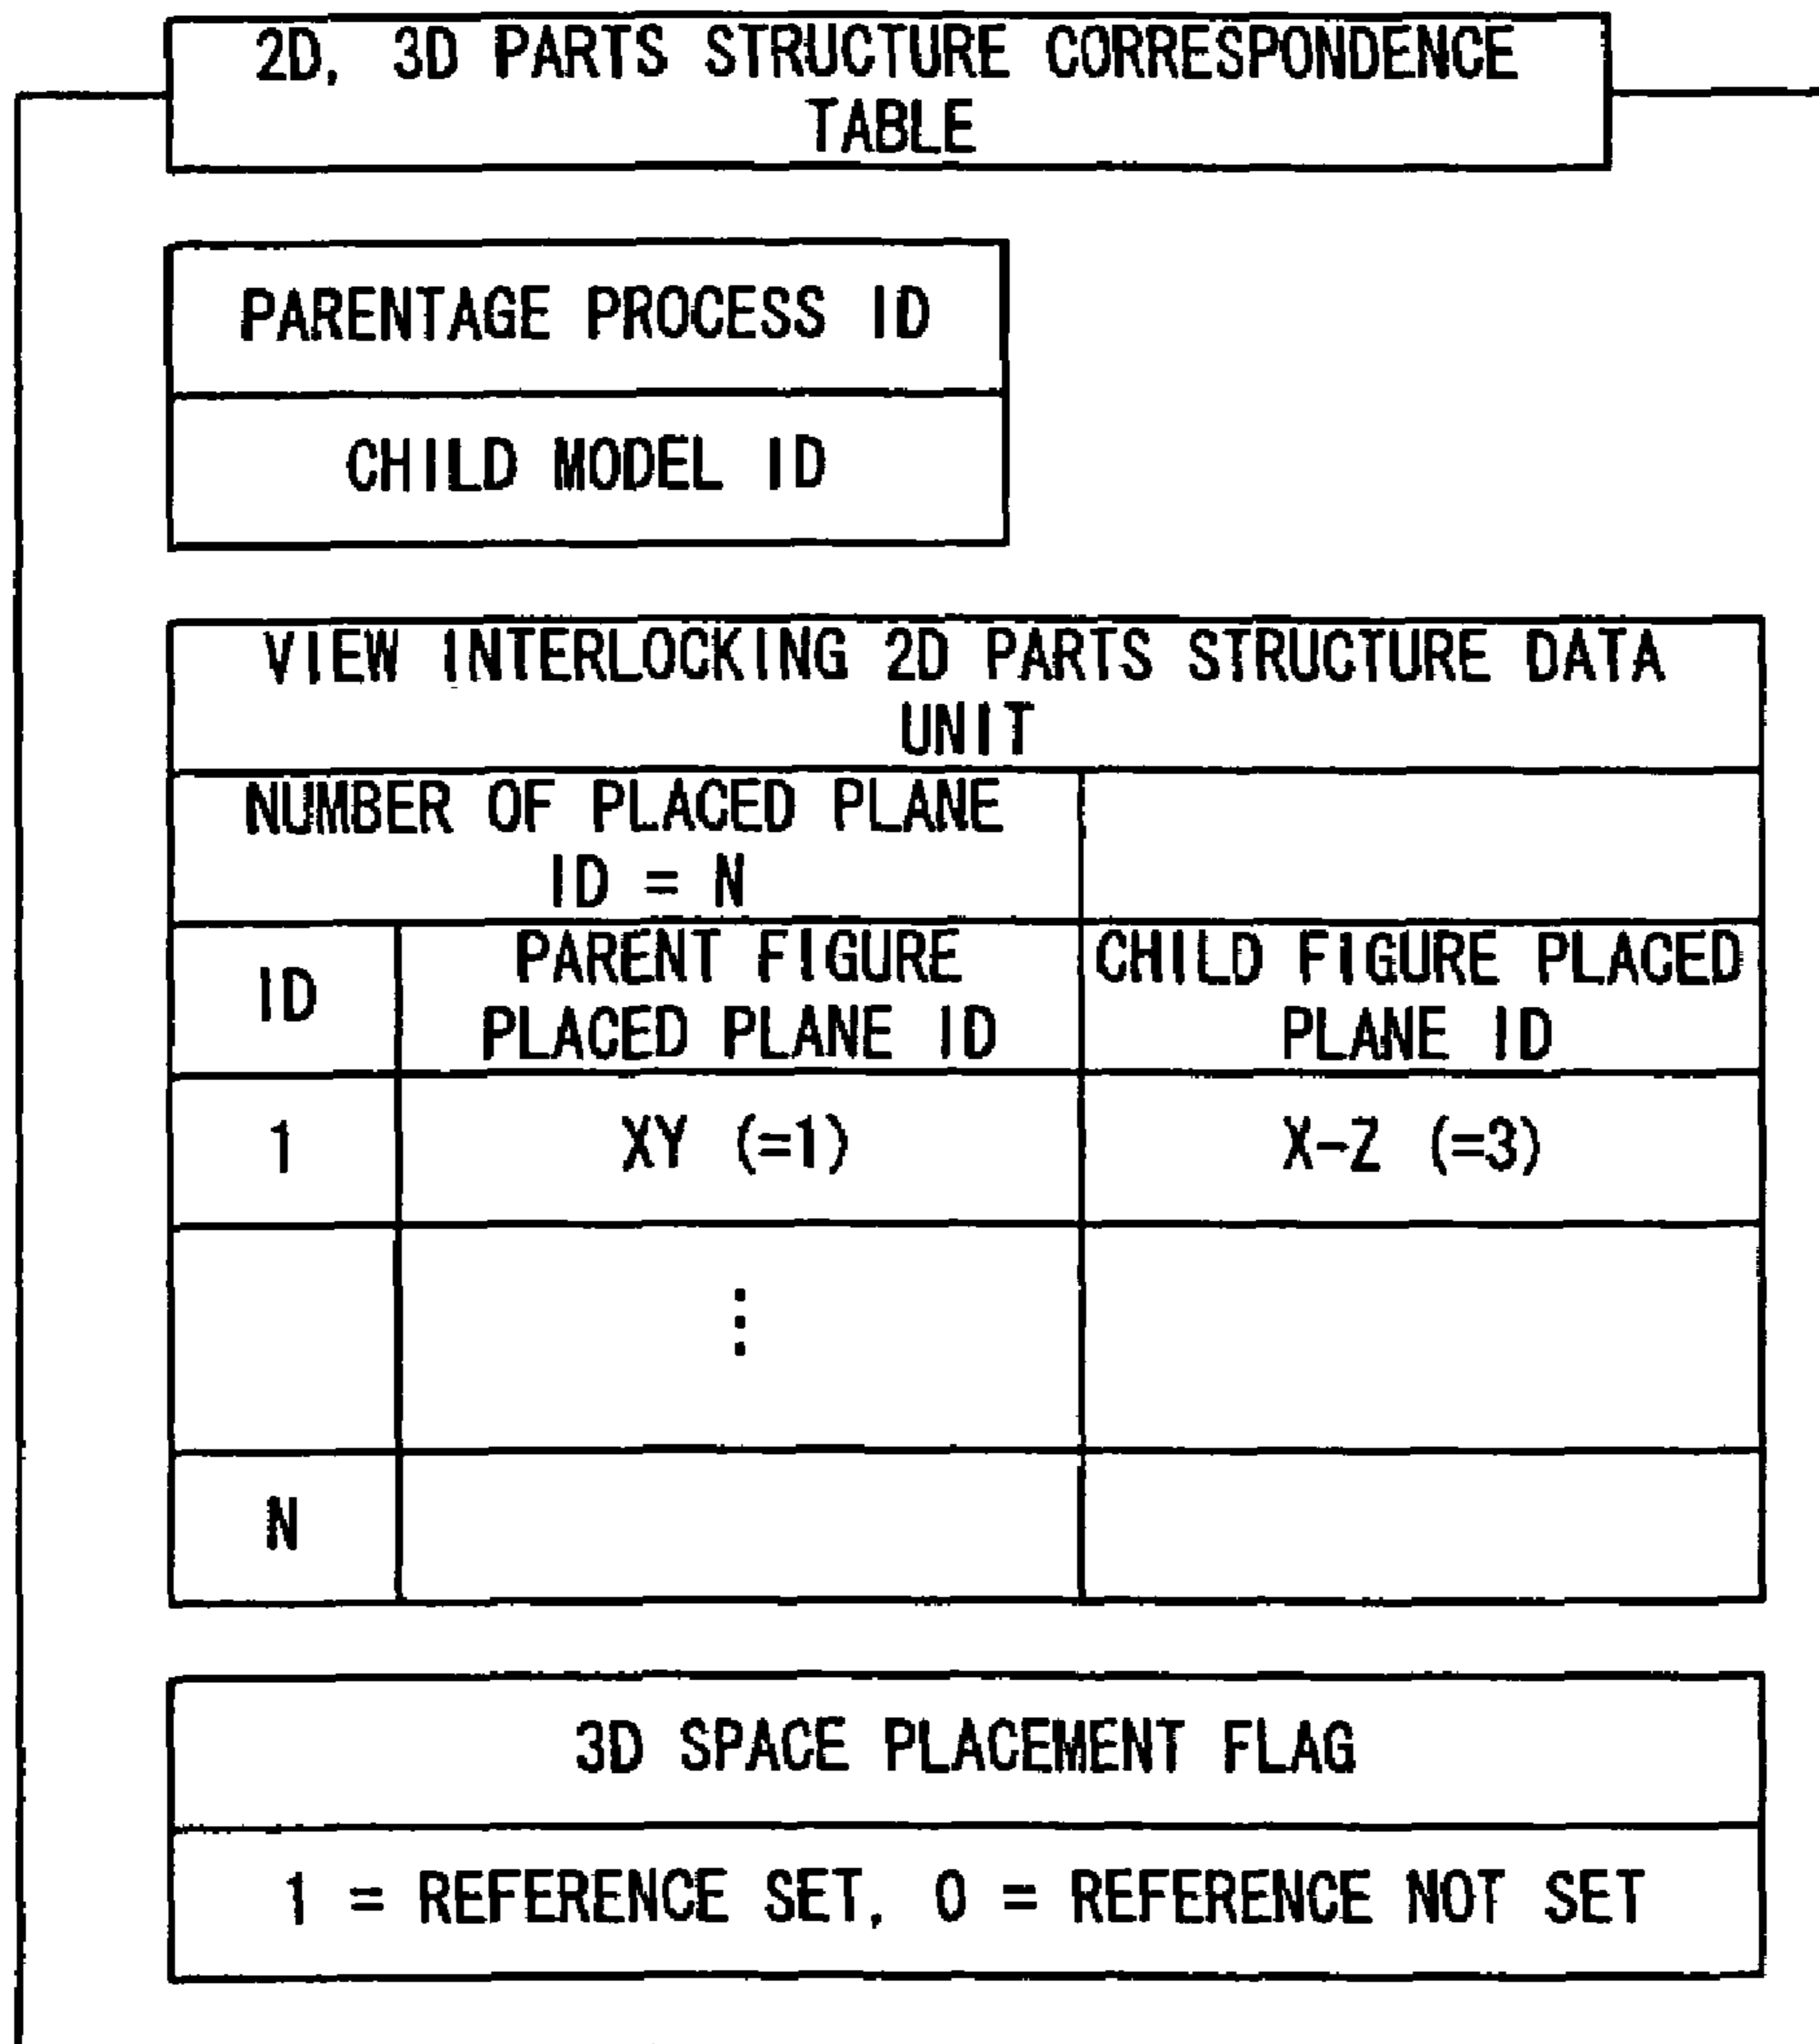 2D, 3D PARTS STRUCTURE CORRESPONDENCE
TABLE
PARENTAGE PROCESS ID
CHILD MODEL ID
VIEW INTERLOCKING 2D PARTS STRUCTURE DATA
UNIT
NUMBER OF PLACED PLANE
ID = N
ID
PARENT FIGURE
PLACED PLANE ID
CHILD FIGURE PLACED
PLANE ID
1
XY (=1)
X-Z (=3)
⋮
N
3D SPACE PLACEMENT FLAG
1 = REFERENCE SET, 0 = REFERENCE NOT SET